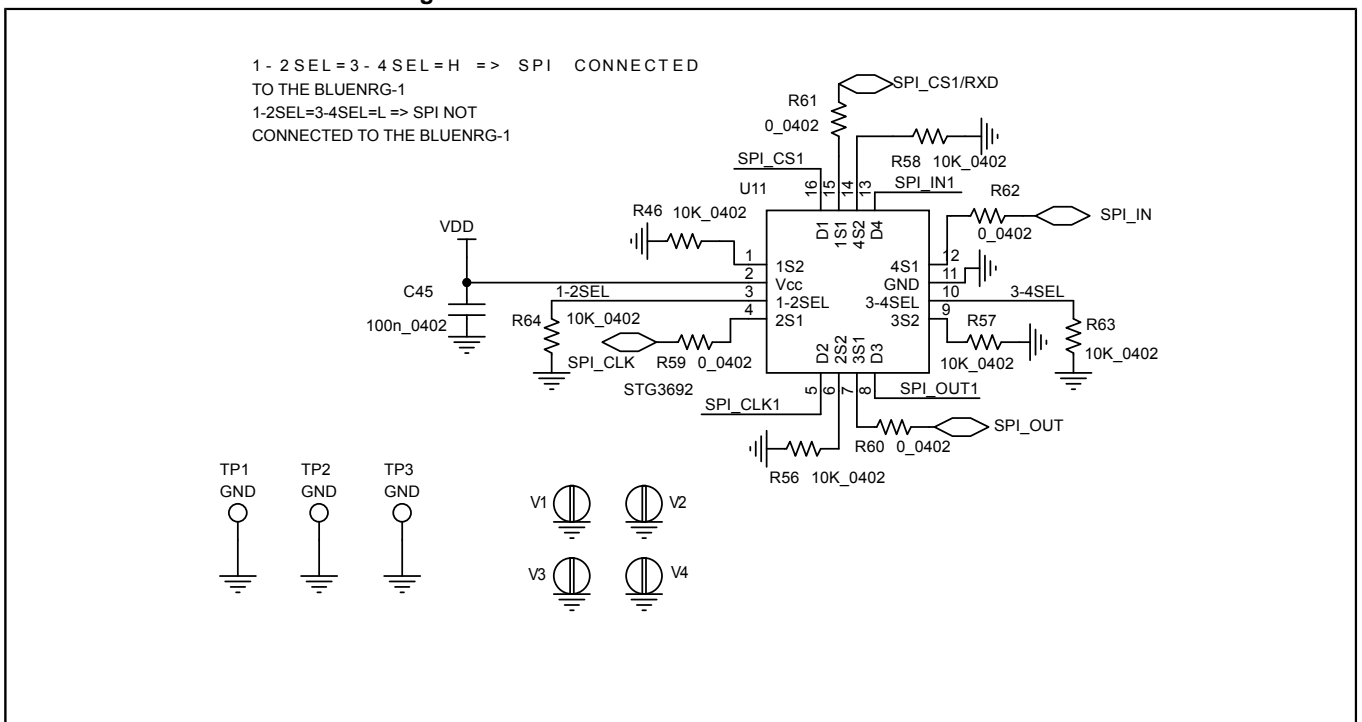 1-2SEL=3-4SEL=H => SPI CONNECTED
TO THE BLUENRG-1
1-2SEL=3-4SEL=L => SPI NOT
CONNECTED TO THE BLUENRG-1
SPI_CS1/RXD
R61
0_0402
R58 10K_0402
SPI_CS1
SPI_IN1
U11
16
15
14
13
R62
0_0402
SPI_IN
R46 10K_0402
D1
1S1
4S2
D4
VDD
1
1S2
4S1
12
2
Vcc
GND
11
C45
100n_0402
1-2SEL
3
1-2SEL
3-4SEL
10
3-4SEL
R64 10K_0402
4
2S1
3S2
9
R57
10K_0402
R63
10K_0402
SPI_CLK
R59 0_0402
D2
2S2
3S1
D3
STG3692
SPI_CLK1
5
6
7
8
SPI_OUT1
SPI_OUT
R60 0_0402
R56 10K_0402
TP1
GND
TP2
GND
TP3
GND
V1
V2
V3
V4